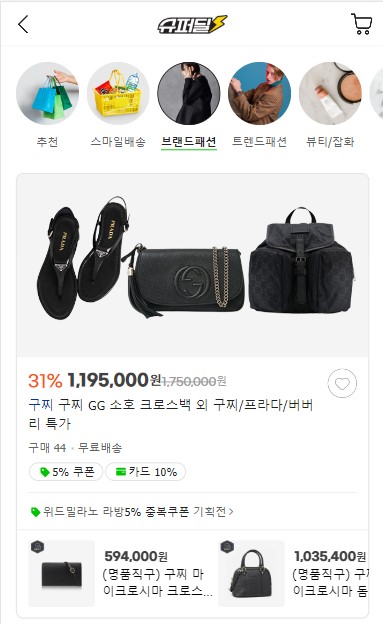 슈퍼딜
추천 스마일배송 브랜드패션 트렌드패션 뷰티/잡화
PRADA
31% 1,195,000원 1,750,000원
구찌 구찌 GG 소호 크로스백 외 구찌/프라다/버버
리 특가
구매 44 · 무료배송
5% 쿠폰 카드 10%
위드밀라노 라방5% 중복쿠폰 기획전 >
594,000원
(명품직구) 구찌 마
이크로시마 크로스...
1,035,400원
(명품직구) 구찌
이크로시마 돔